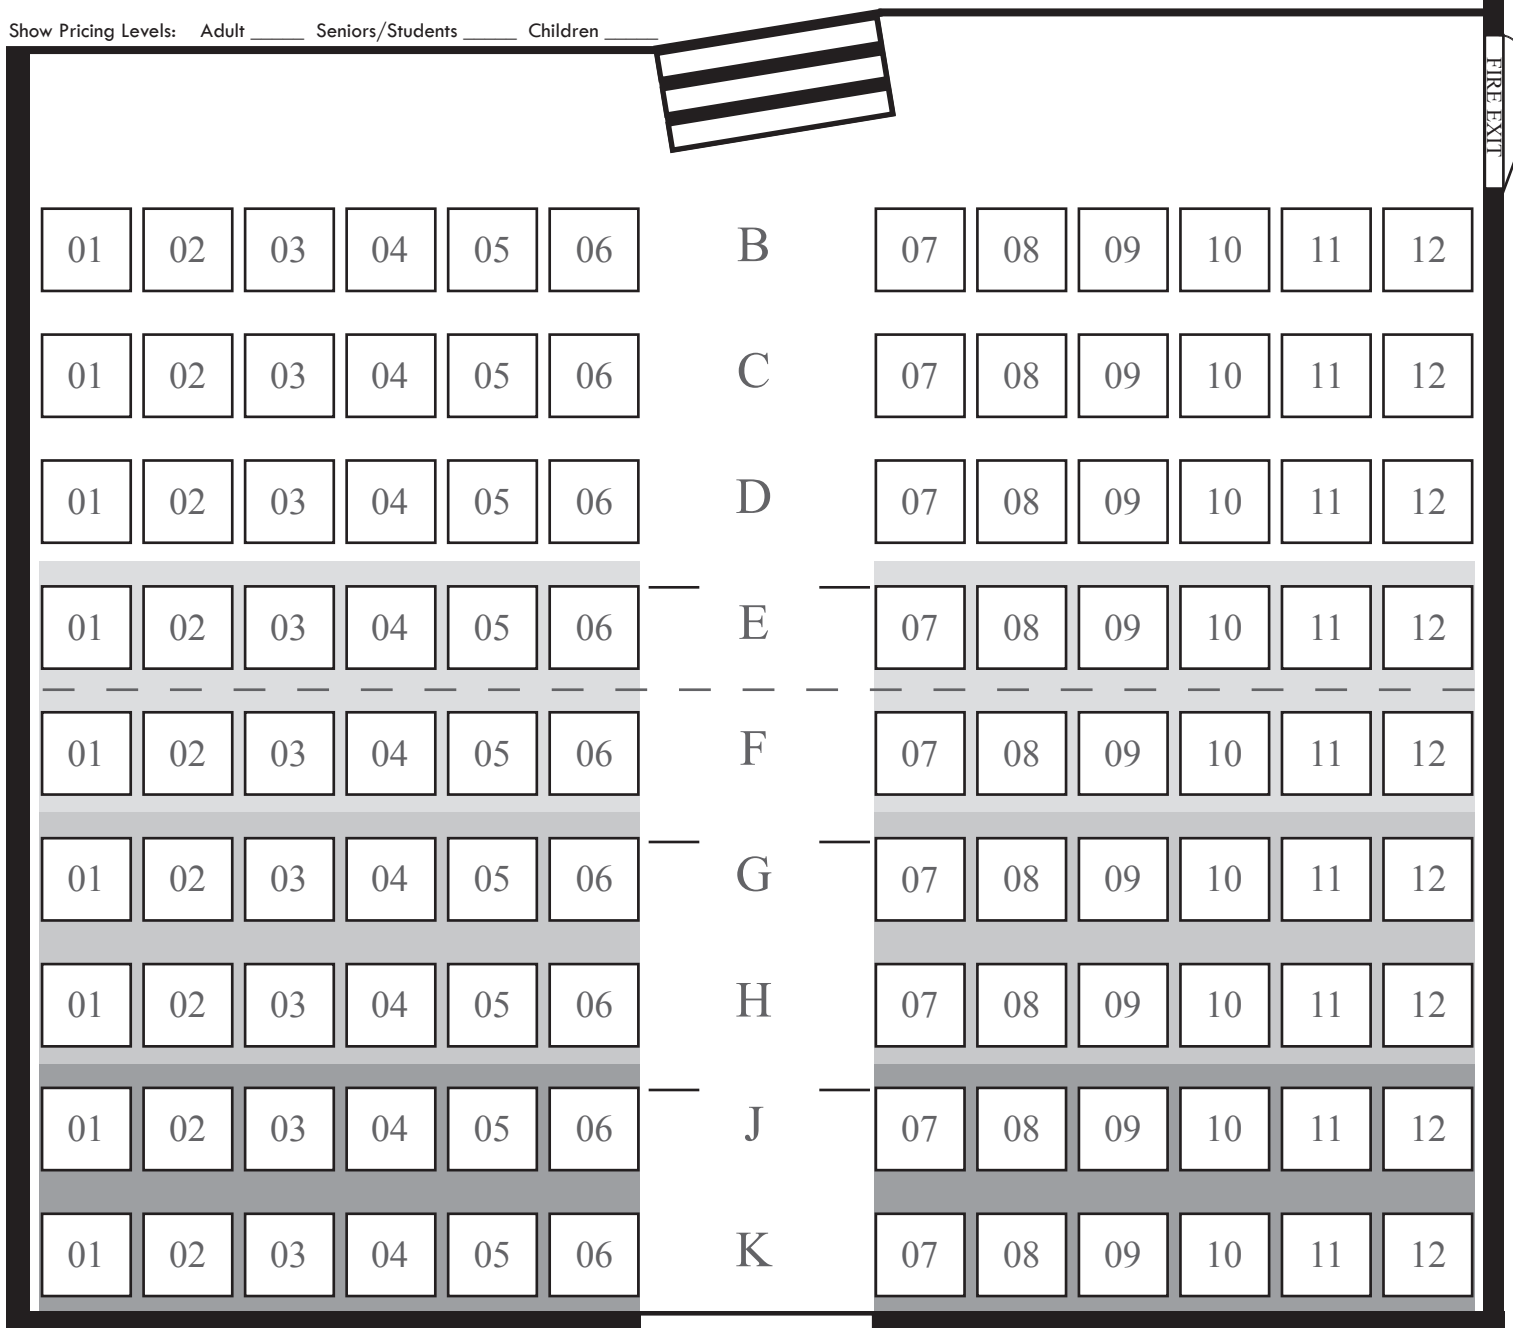 Show Pricing Levels: Adult _____ Seniors/Students _____ Children _____
FIRE EXIT
01 02 03 04 05 06 B 07 08 09 10 11 12
01 02 03 04 05 06 C 07 08 09 10 11 12
01 02 03 04 05 06 D 07 08 09 10 11 12
01 02 03 04 05 06 E 07 08 09 10 11 12
01 02 03 04 05 06 F 07 08 09 10 11 12
01 02 03 04 05 06 G 07 08 09 10 11 12
01 02 03 04 05 06 H 07 08 09 10 11 12
01 02 03 04 05 06 J 07 08 09 10 11 12
01 02 03 04 05 06 K 07 08 09 10 11 12